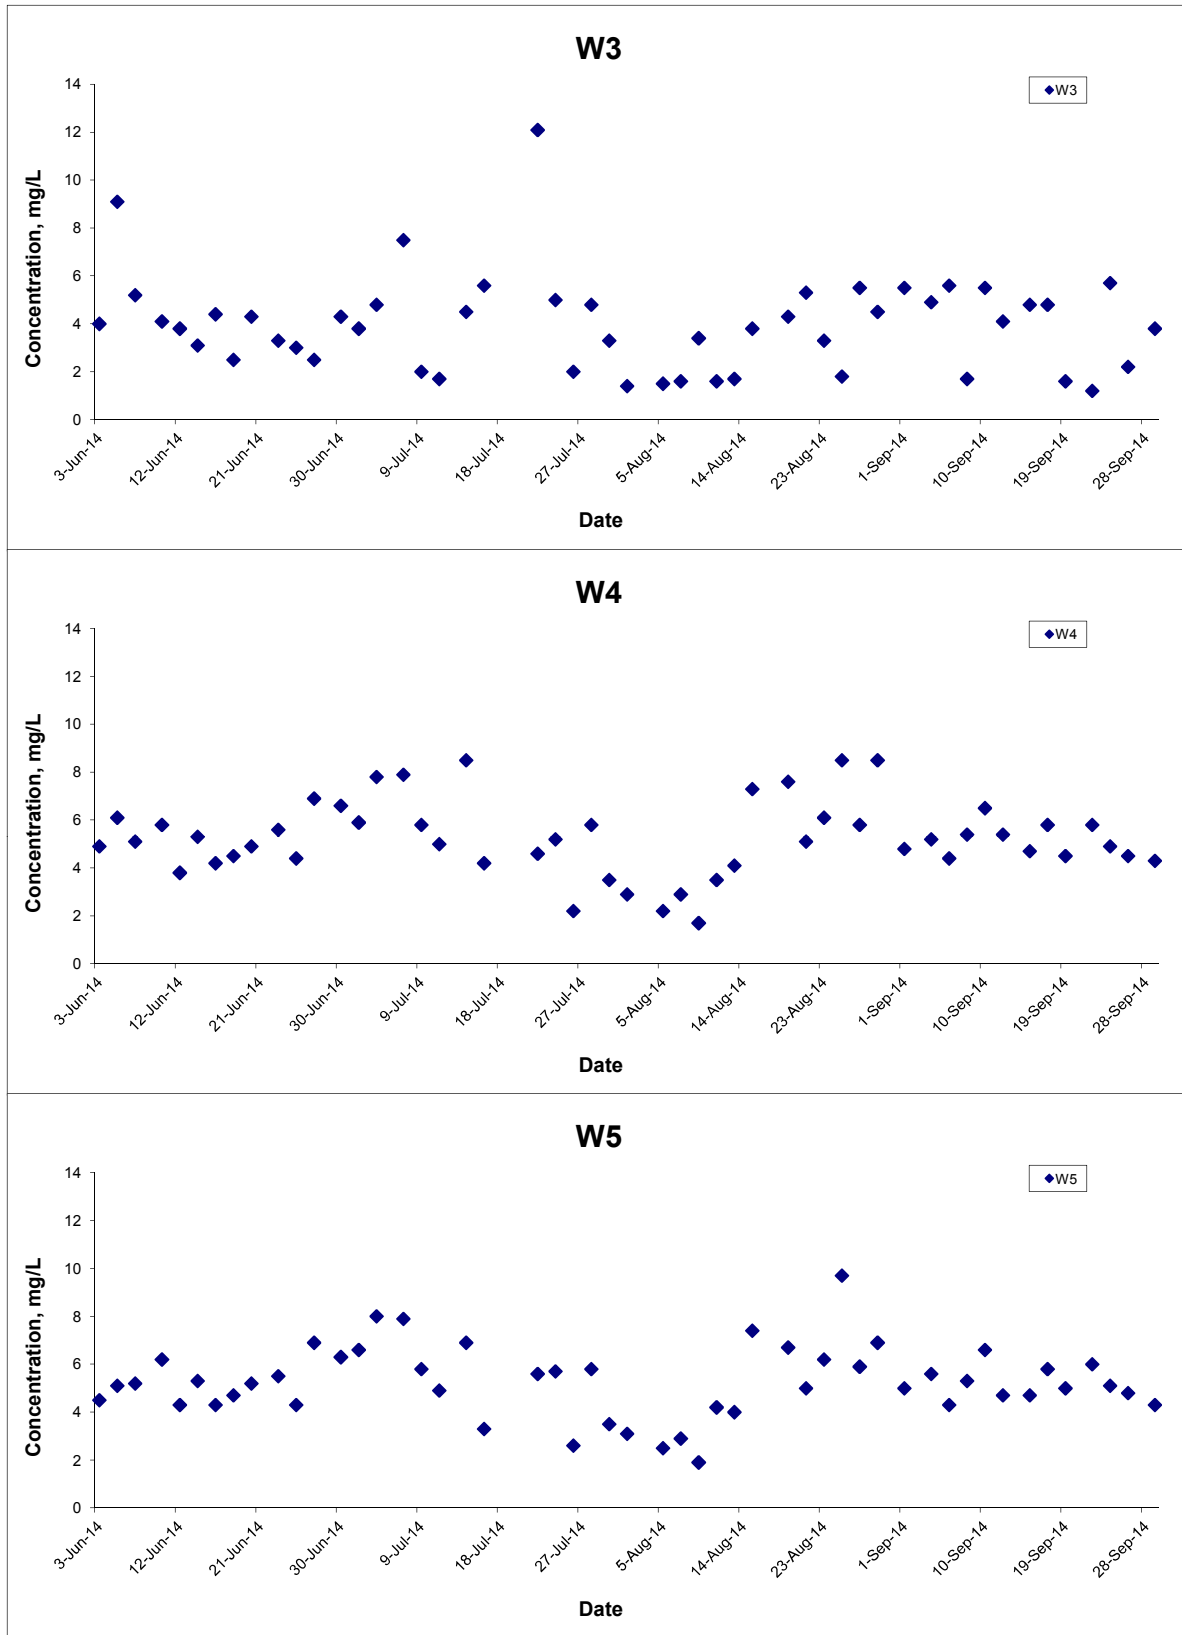 W3
W3
14
12
10
8
6
4
2
0
Concentration, mg/L
3-Jun-14
12-Jun-14
21-Jun-14
30-Jun-14
9-Jul-14
18-Jul-14
27-Jul-14
5-Aug-14
14-Aug-14
23-Aug-14
1-Sep-14
10-Sep-14
19-Sep-14
28-Sep-14
Date
W4
W4
14
12
10
8
6
4
2
0
Concentration, mg/L
3-Jun-14
12-Jun-14
21-Jun-14
30-Jun-14
9-Jul-14
18-Jul-14
27-Jul-14
5-Aug-14
14-Aug-14
23-Aug-14
1-Sep-14
10-Sep-14
19-Sep-14
28-Sep-14
Date
W5
W5
14
12
10
8
6
4
2
0
Concentration, mg/L
3-Jun-14
12-Jun-14
21-Jun-14
30-Jun-14
9-Jul-14
18-Jul-14
27-Jul-14
5-Aug-14
14-Aug-14
23-Aug-14
1-Sep-14
10-Sep-14
19-Sep-14
28-Sep-14
Date